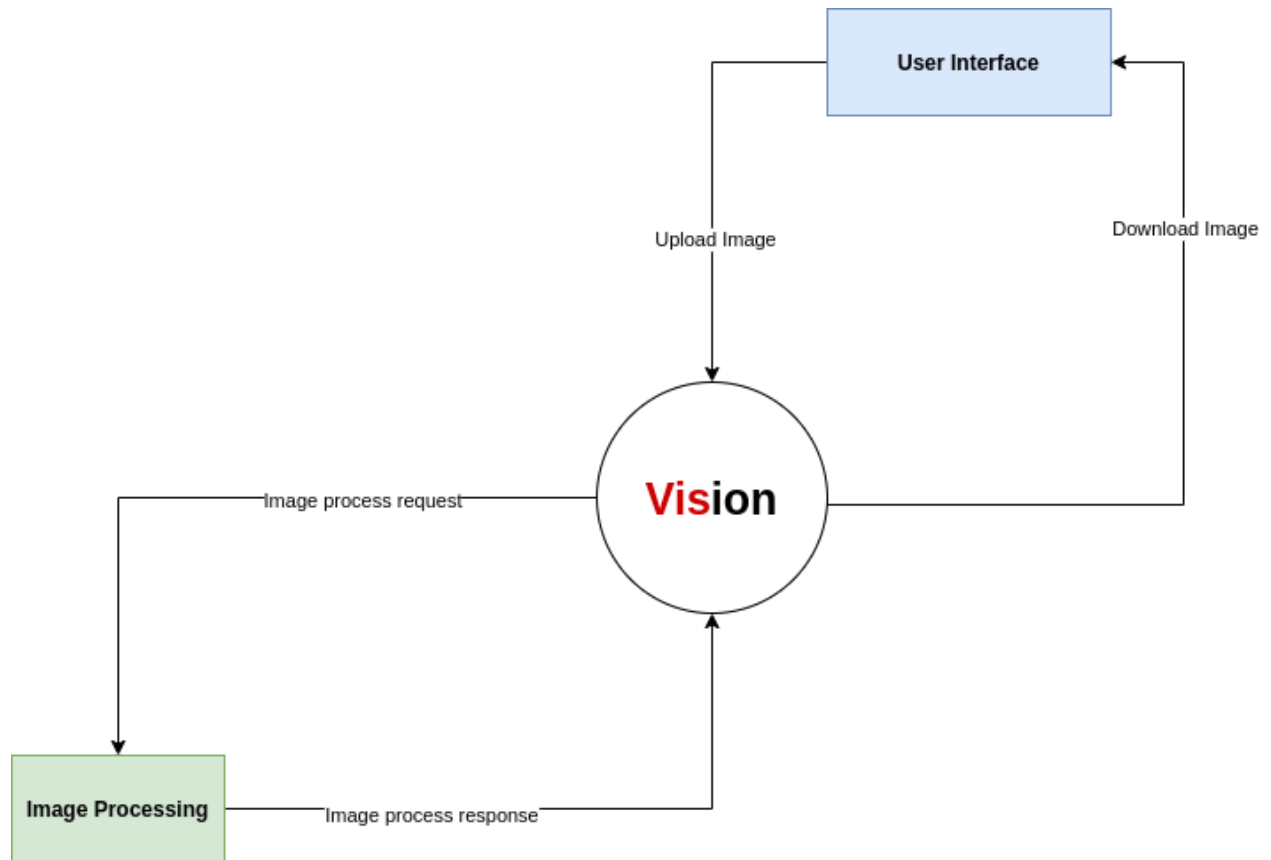 User Interface
Upload Image
Download Image
Vision
Image process request
Image Processing
Image process response